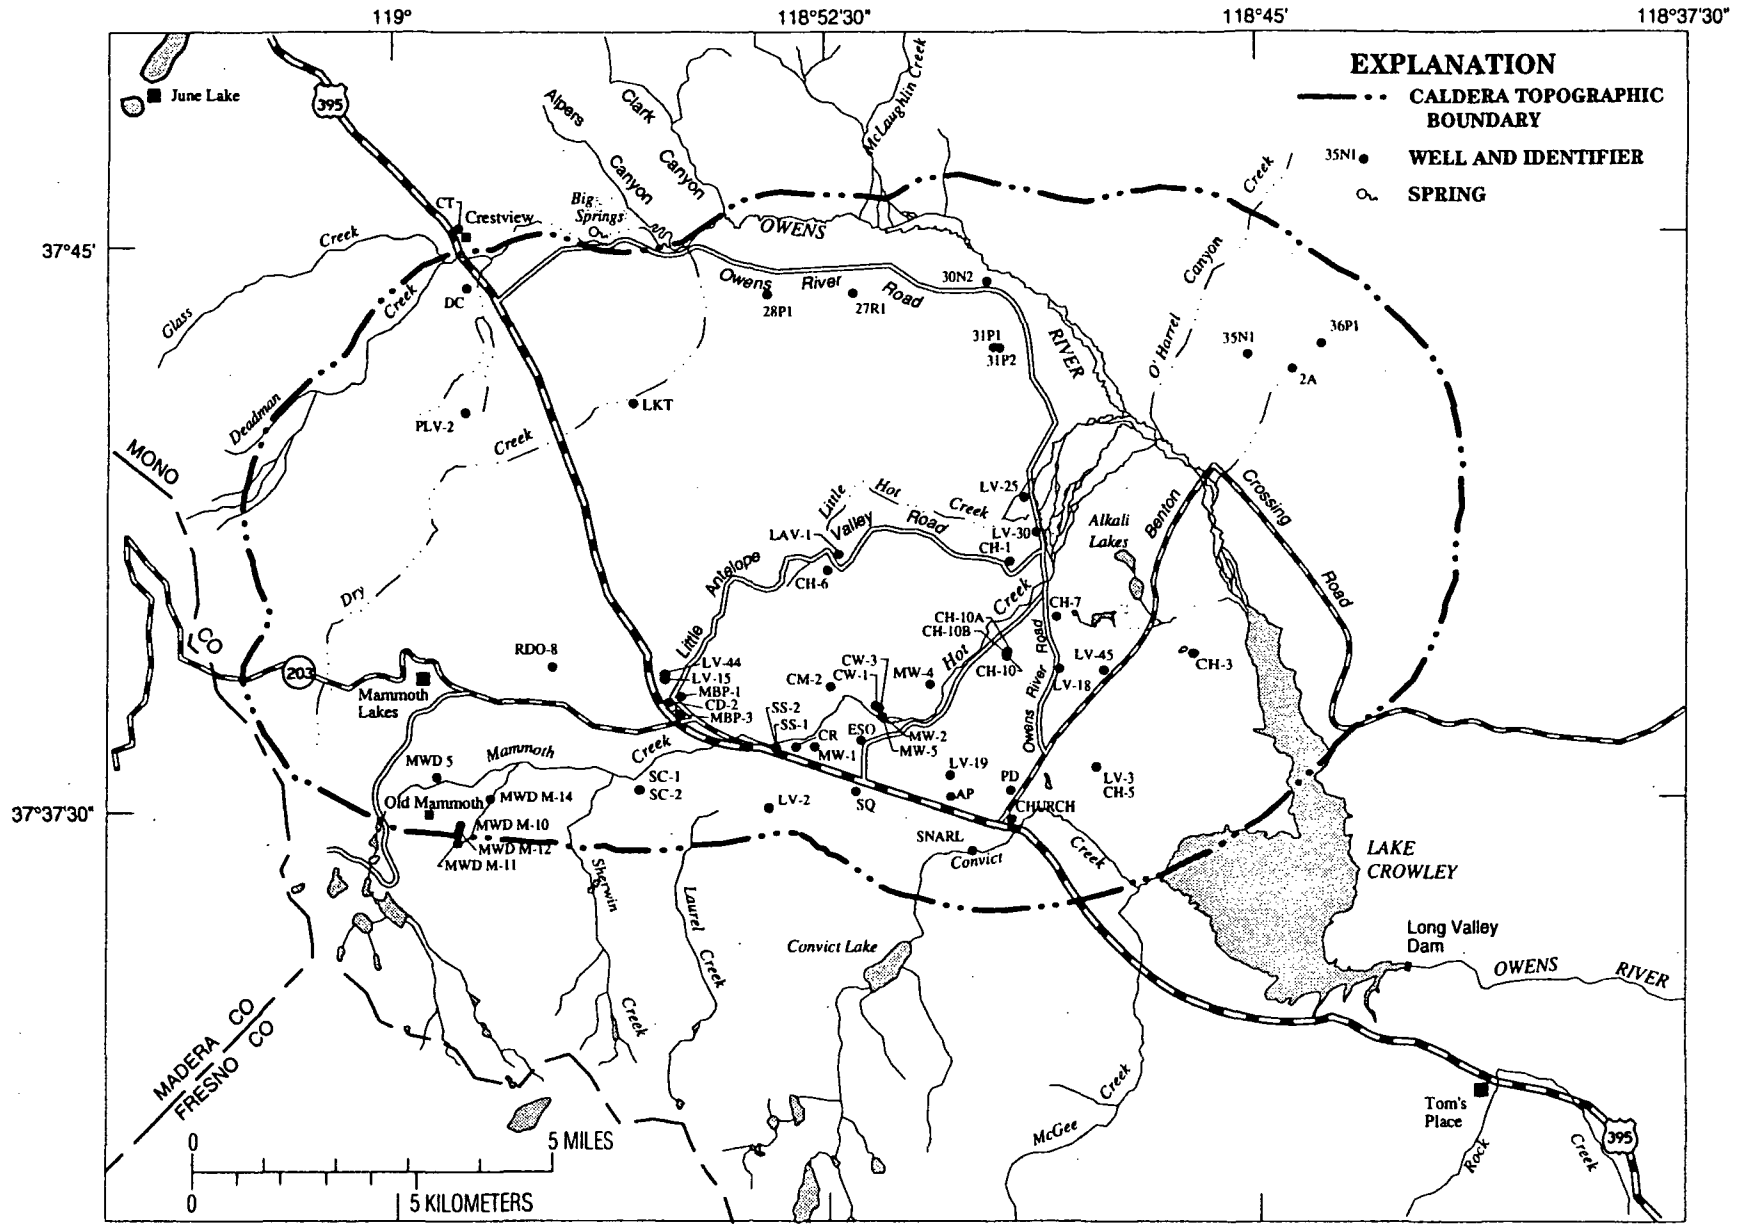 119°
118°52'30"
118°45'
118°37'30"
EXPLANATION
CALDERA TOPOGRAPHIC
BOUNDARY
35N1
WELL AND IDENTIFIER
SPRING
June Lake
395
Alpers
Canyon
Clark
Canyon
McLaughlin Creek
Creek
Canyon
O' Harrel
CT
Crestview
Big
Springs
OWENS
RIVER
37°45'
Glass
Creek
Deadman
Creek
DC
Owens
River
Road
28P1
27R1
30N2
31P1
31P2
35N1
36P1
2A
PLV-2
LKT
Creek
Dry
MONO
CO
LV-25
Little
Hot
Creek
LAV-1
Little
Antelope
Valley
Road
LV-30
CH-1
CH-6
Alkali
Lakes
Benton
Crossing
Road
CH-10A
CH-10B
CH-10
Hot
Creek
CH-7
CH-3
Owens
River
Road
LV-45
LV-18
RDO-8
203
Mammoth
Lakes
LV-44
LV-15
MBP-1
CD-2
MBP-3
CM-2
CW-3
CW-1
MW-4
SS-2
SS-1
CR
MW-1
ESO
MW-2
MW-5
Mammoth
Creek
MWD 5
SC-1
SC-2
LV-19
AP
PD
LV-3
CH-5
37°37'30"
Old Mammoth
MWD M-14
MWD M-10
MWD M-12
MWD M-11
LV-2
SQ
CHURCH
SNARL
Convict
Creek
Sherwin
Creek
Laurel
Creek
Convict Lake
LAKE
CROWLEY
Long Valley
Dam
OWENS
RIVER
MADERA CO
FRESNO CO
McGee
Creek
Tom's
Place
Rock
Creek
395
0
5 MILES
0
5 KILOMETERS